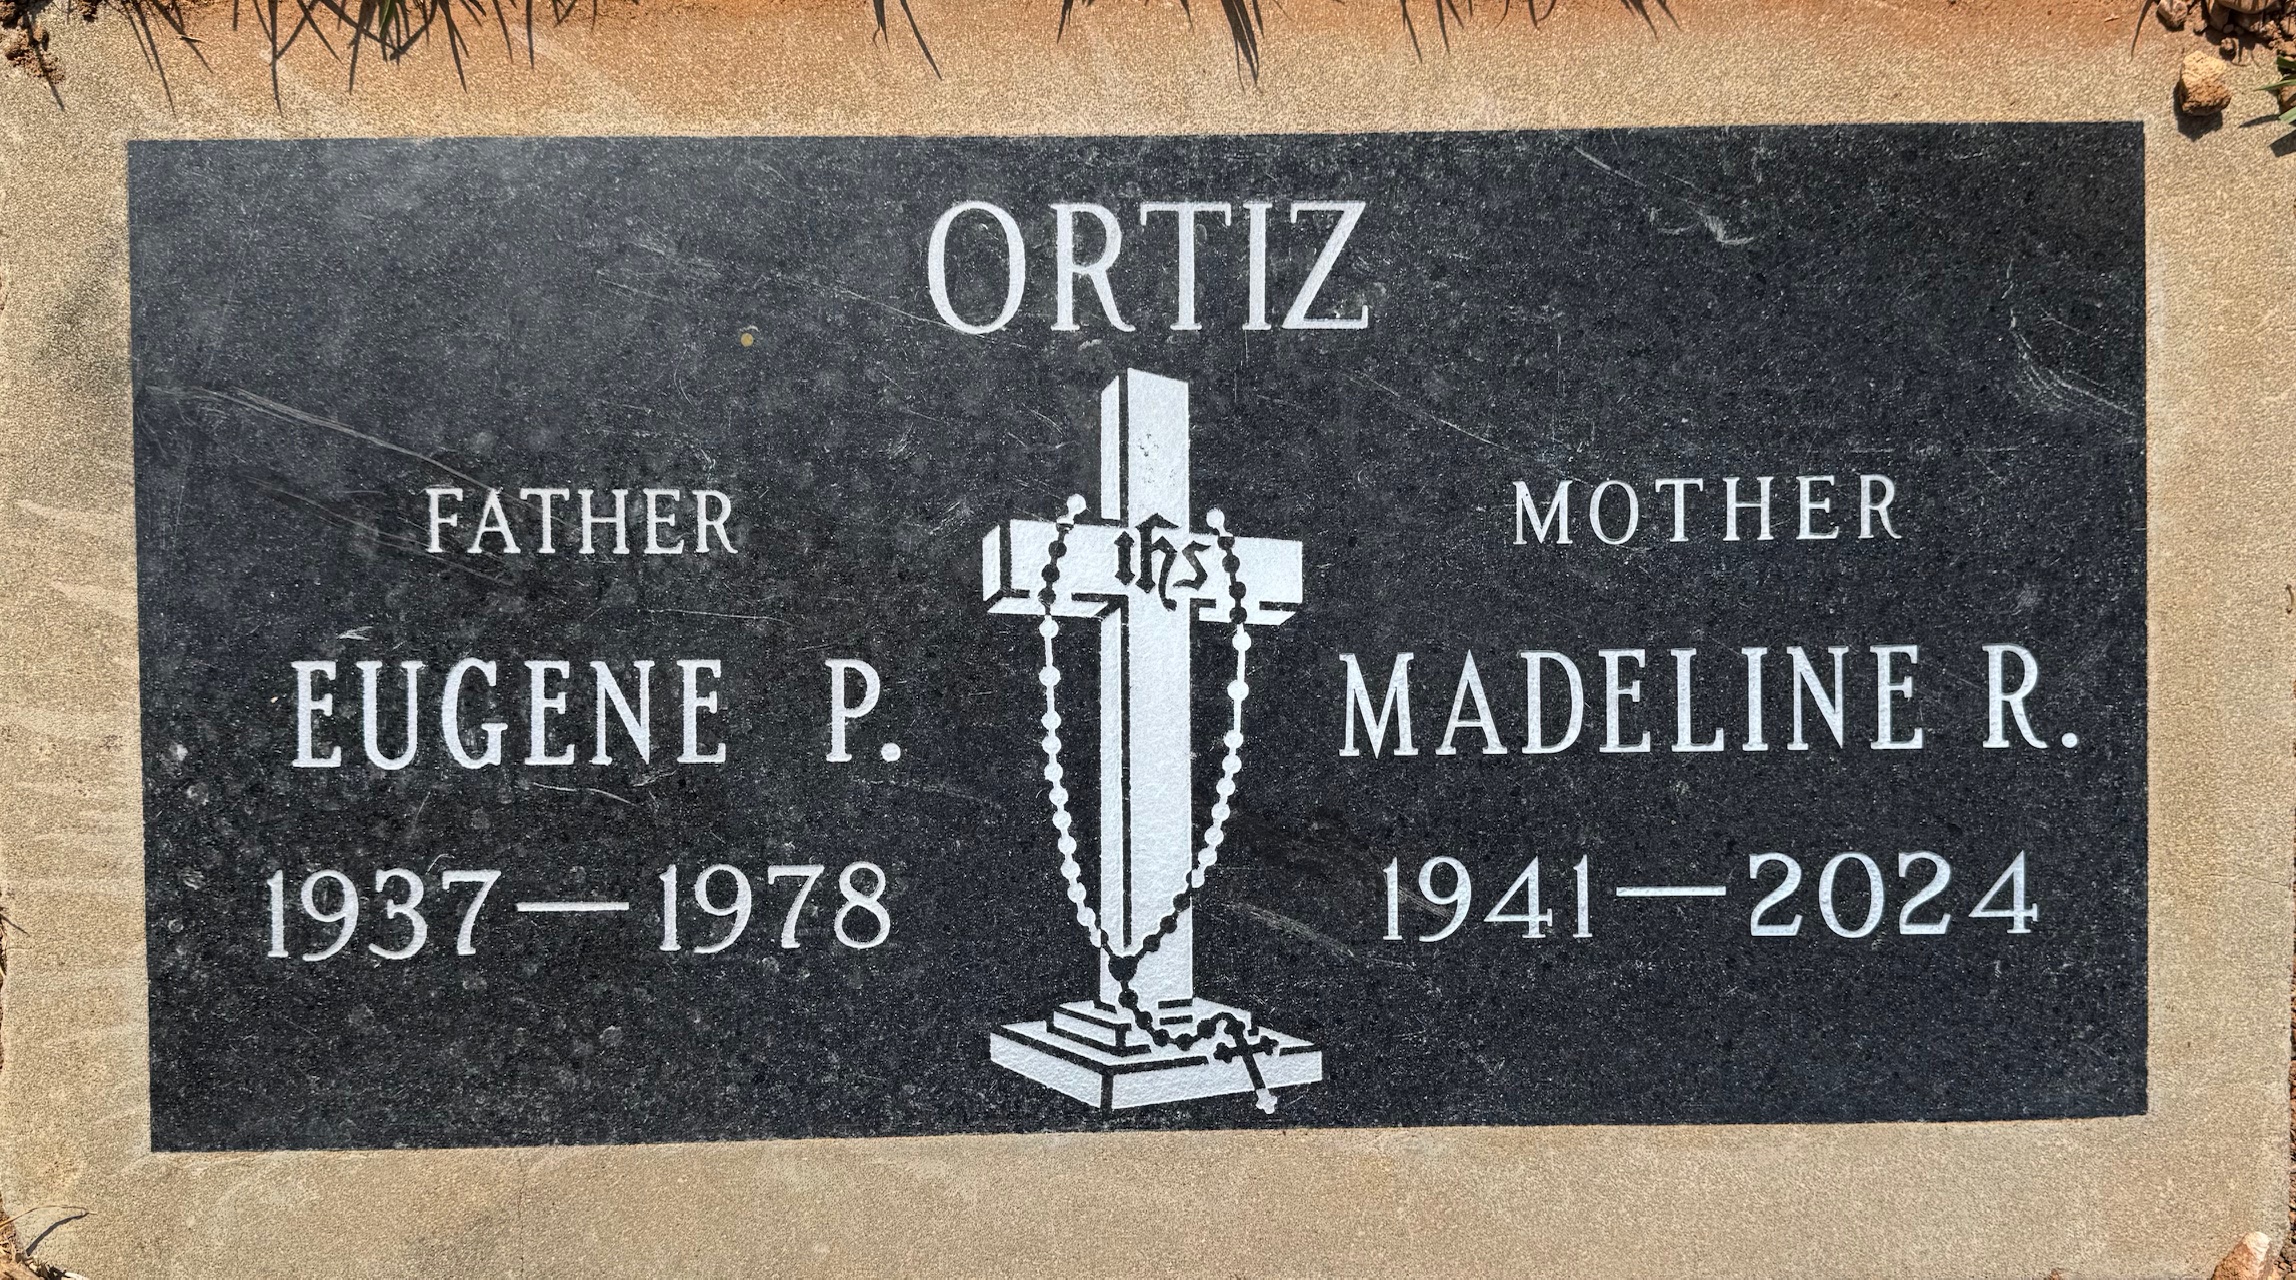 ORTIZ
FATHER
MOTHER
ihs
EUGENE P.
MADELINE R.
1937—1978
1941—2024